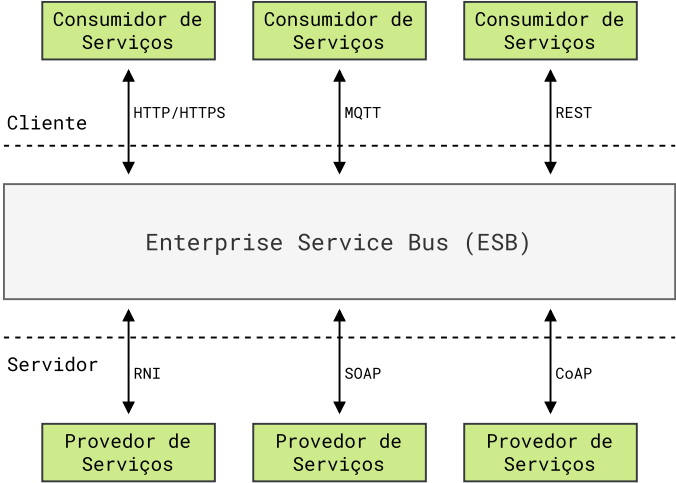 Consumidor de
Serviços
Consumidor de
Serviços
Consumidor de
Serviços
HTTP/HTTPS
MQTT
REST
Cliente
Enterprise Service Bus (ESB)
Servidor
RNI
SOAP
CoAP
Provedor de
Serviços
Provedor de
Serviços
Provedor de
Serviços